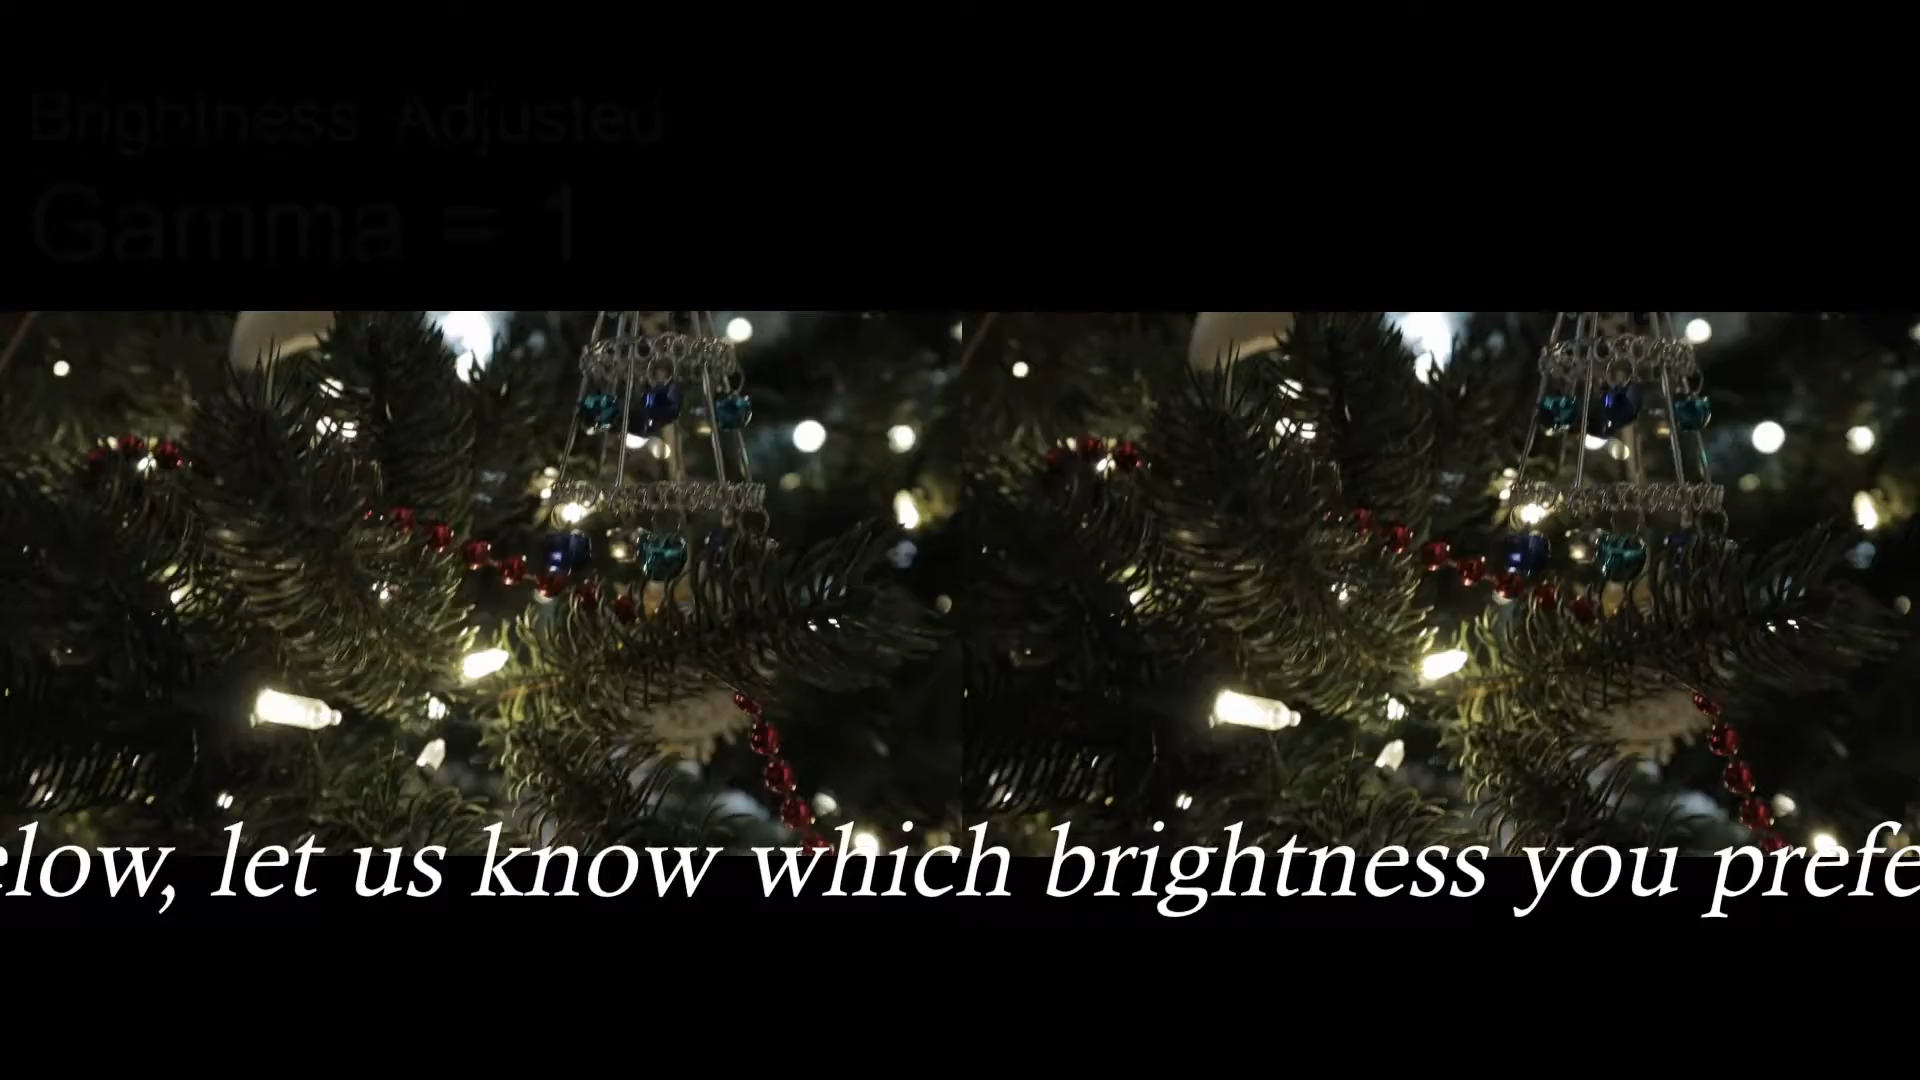 Brightness Adjusted
Gamma = 1
elow, let us know which brightness you prefe